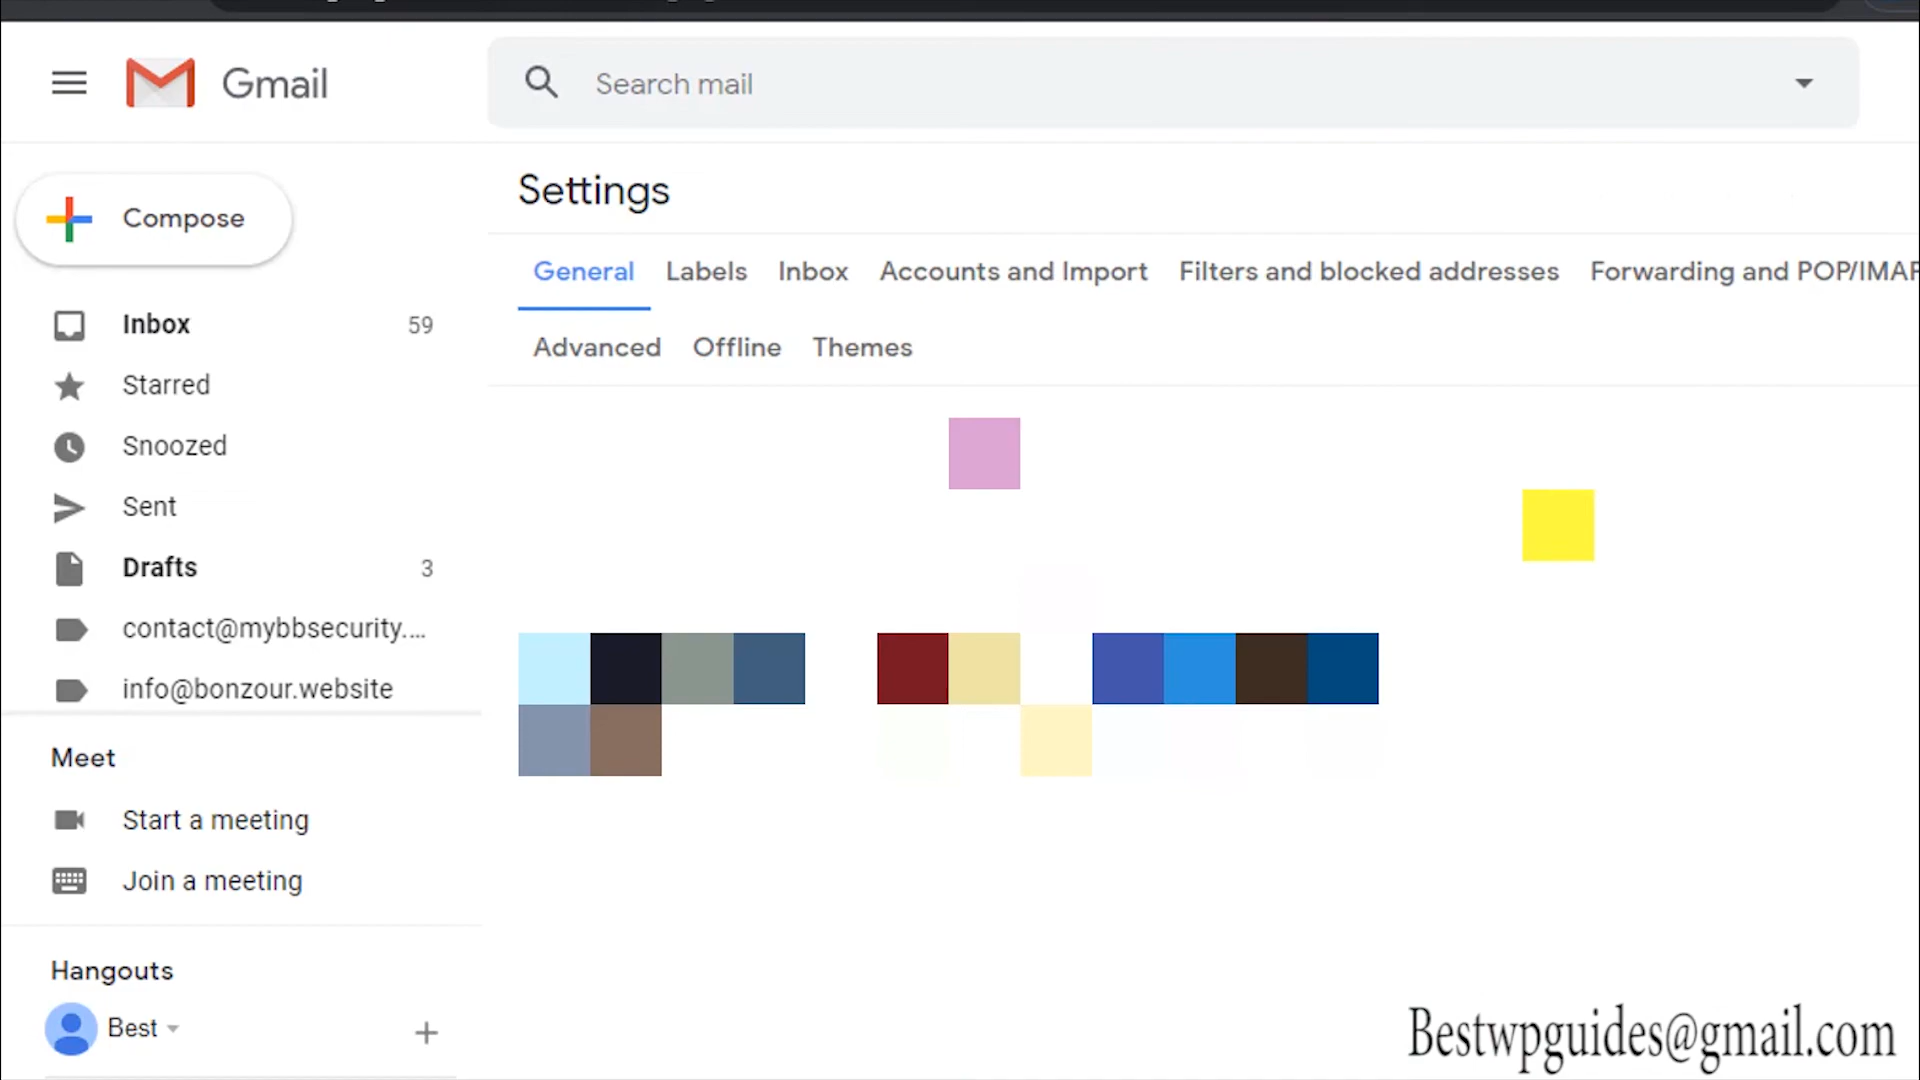 Gmail
Search mail
Compose
Inbox 59
Starred
Snoozed
Sent
Drafts 3
contact@mybbsecurity....
info@bonzour.website
Meet
Start a meeting
Join a meeting
Hangouts
Best
Settings
General Labels Inbox Accounts and Import Filters and blocked addresses Forwarding and POP/IMAP
Advanced Offline Themes
Bestwpguides@gmail.com